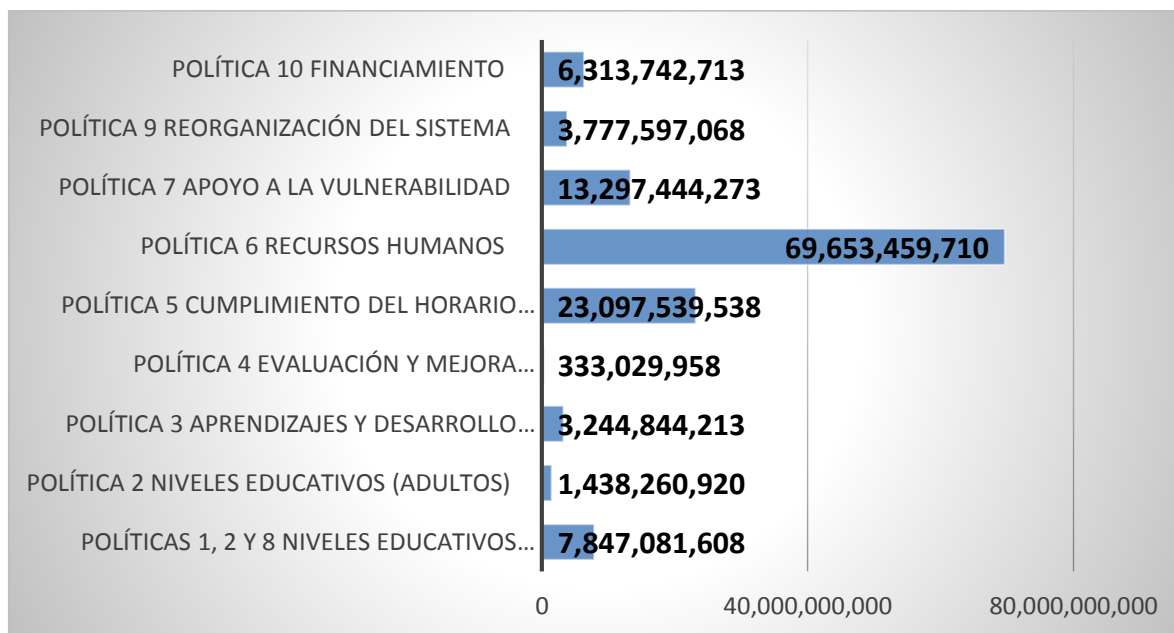 POLÍTICA 10 FINANCIAMIENTO 6,313,742,713
POLÍTICA 9 REORGANIZACIÓN DEL SISTEMA 3,777,597,068
POLÍTICA 7 APOYO A LA VULNERABILIDAD 13,297,444,273
POLÍTICA 6 RECURSOS HUMANOS 69,653,459,710
POLÍTICA 5 CUMPLIMIENTO DEL HORARIO... 23,097,539,538
POLÍTICA 4 EVALUACIÓN Y MEJORA... 333,029,958
POLÍTICA 3 APRENDIZAJES Y DESARROLLO... 3,244,844,213
POLÍTICA 2 NIVELES EDUCATIVOS (ADULTOS) 1,438,260,920
POLÍTICAS 1, 2 Y 8 NIVELES EDUCATIVOS... 7,847,081,608
0 40,000,000,000 80,000,000,000